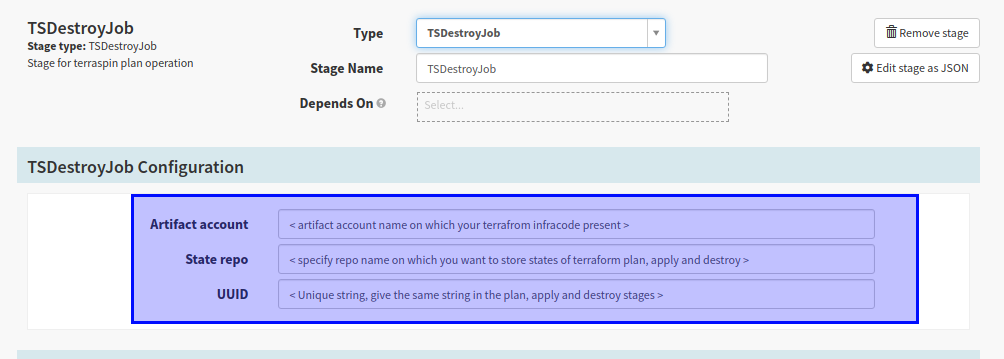 TSDestroyJob
Stage type: TSDestroyJob
Stage for terraspin plan operation
Type
TSDestroyJob
Remove stage
Stage Name
TSDestroyJob
Edit stage as JSON
Depends On ?
Select...
TSDestroyJob Configuration
Artifact account
< artifact account name on which your terrafrom infracode present >
State repo
< specify repo name on which you want to store states of terraform plan, apply and destroy >
UUID
< Unique string, give the same string in the plan, apply and destroy stages >